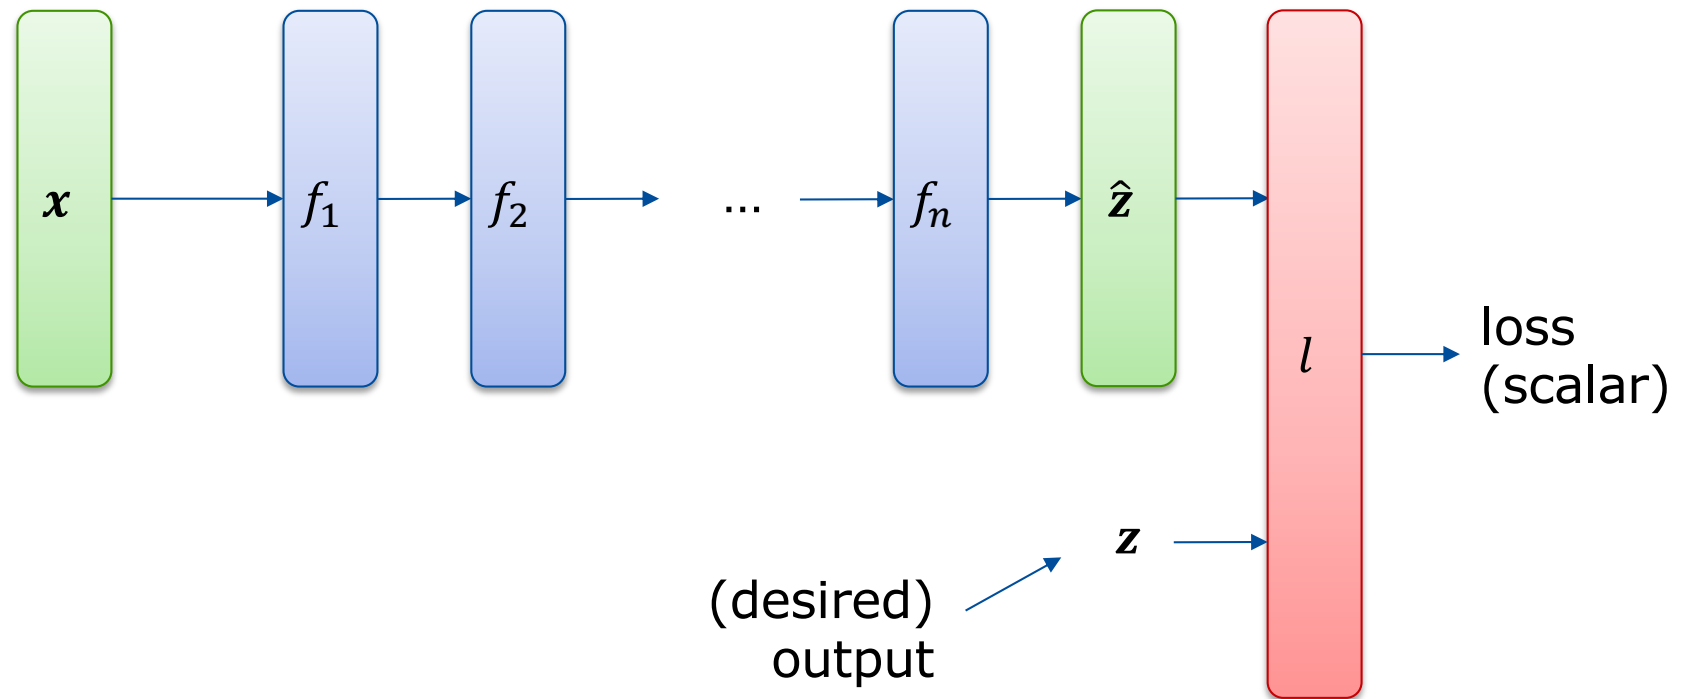 x
f₁
f₂
...
fₙ
ẑ
l
loss
(scalar)
z
(desired)
output